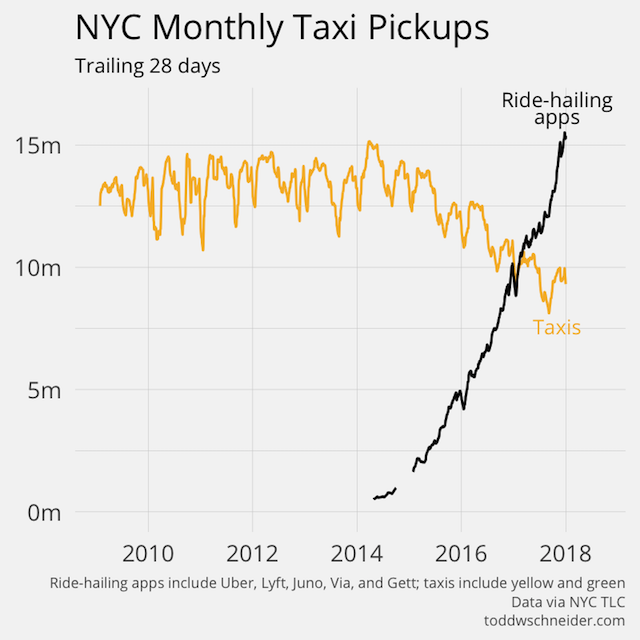 NYC Monthly Taxi Pickups
Trailing 28 days
Ride-hailing
apps
15m
10m
Taxis
5m
0m
2010 2012 2014 2016 2018
Ride-hailing apps include Uber, Lyft, Juno, Via, and Gett; taxis include yellow and green
Data via NYC TLC
toddwschneider.com